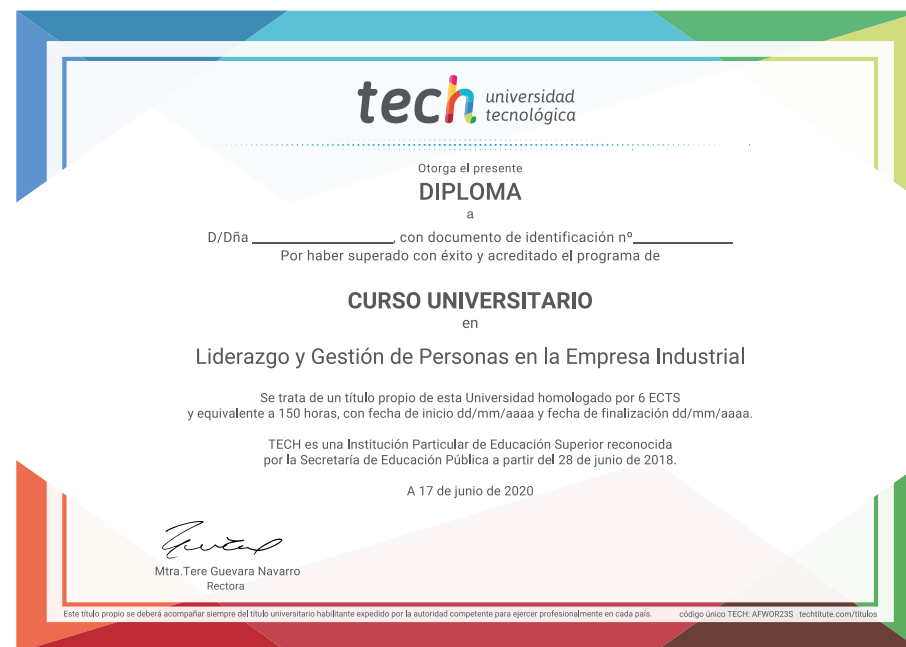 tech universidad
tecnológica
Otorga el presente
DIPLOMA
a
D/Dña ____________________, con documento de identificación nº______________
Por haber superado con éxito y acreditado el programa de
CURSO UNIVERSITARIO
en
Liderazgo y Gestión de Personas en la Empresa Industrial
Se trata de un título propio de esta Universidad homologado por 6 ECTS
y equivalente a 150 horas, con fecha de inicio dd/mm/aaaa y fecha de finalización dd/mm/aaaa.
TECH es una Institución Particular de Educación Superior reconocida
por la Secretaría de Educación Pública a partir del 28 de junio de 2018.
A 17 de junio de 2020
Mtra.Tere Guevara Navarro
Rectora
Este título propio se deberá acompañar siempre del título universitario habilitante expedido por la autoridad competente para ejercer profesionalmente en cada país. código único TECH: AFWOR23S techtitute.com/titulos